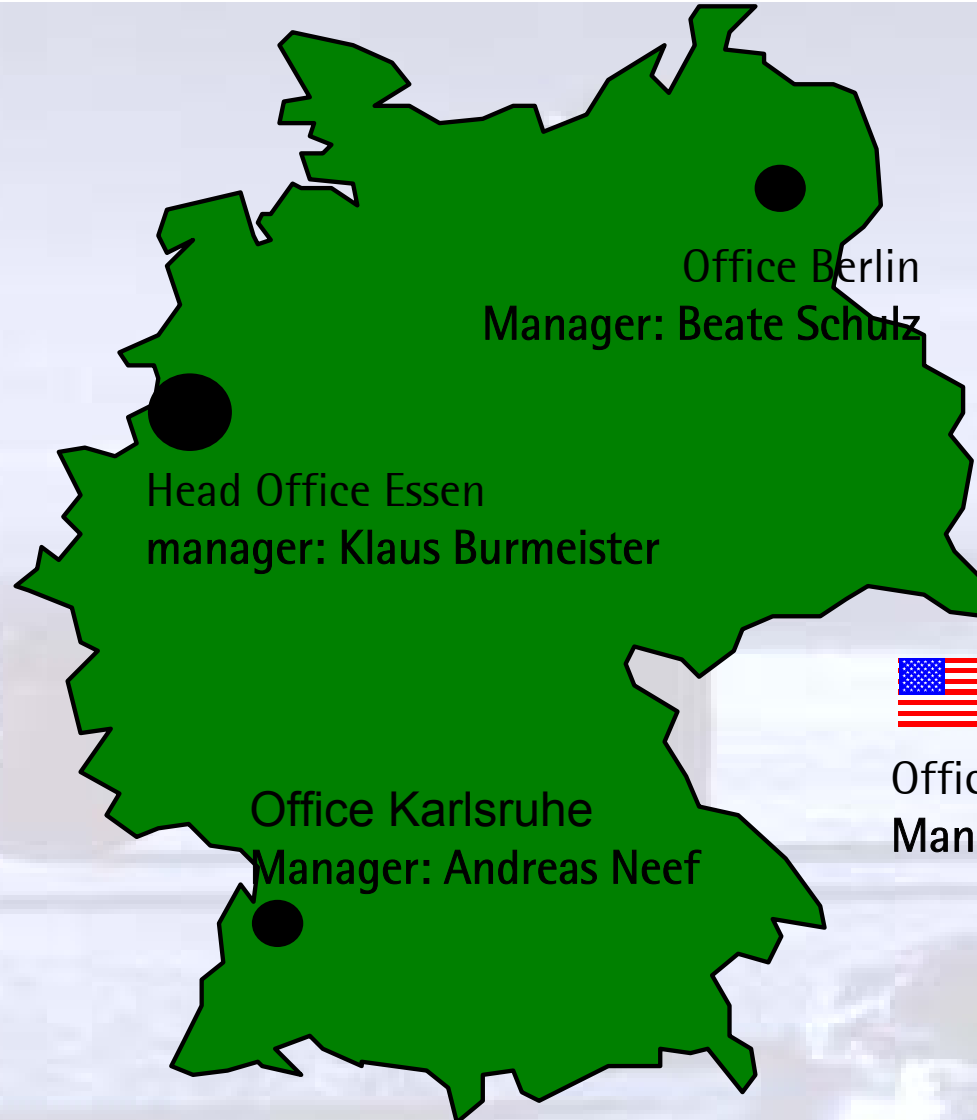 Office Berlin
Manager: Beate Schulz
Head Office Essen
manager: Klaus Burmeister
Office Karlsruhe
Manager: Andreas Neef